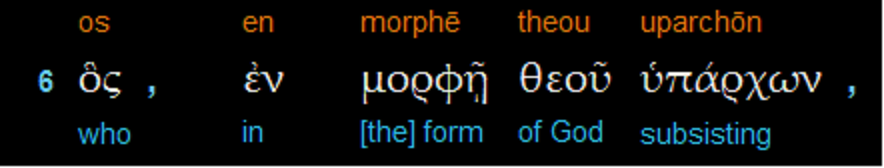 os en morphē theou uparchōn
6 ὃς , ἐν μορφῇ θεοῦ ὑπάρχων ,
who in [the] form of God subsisting